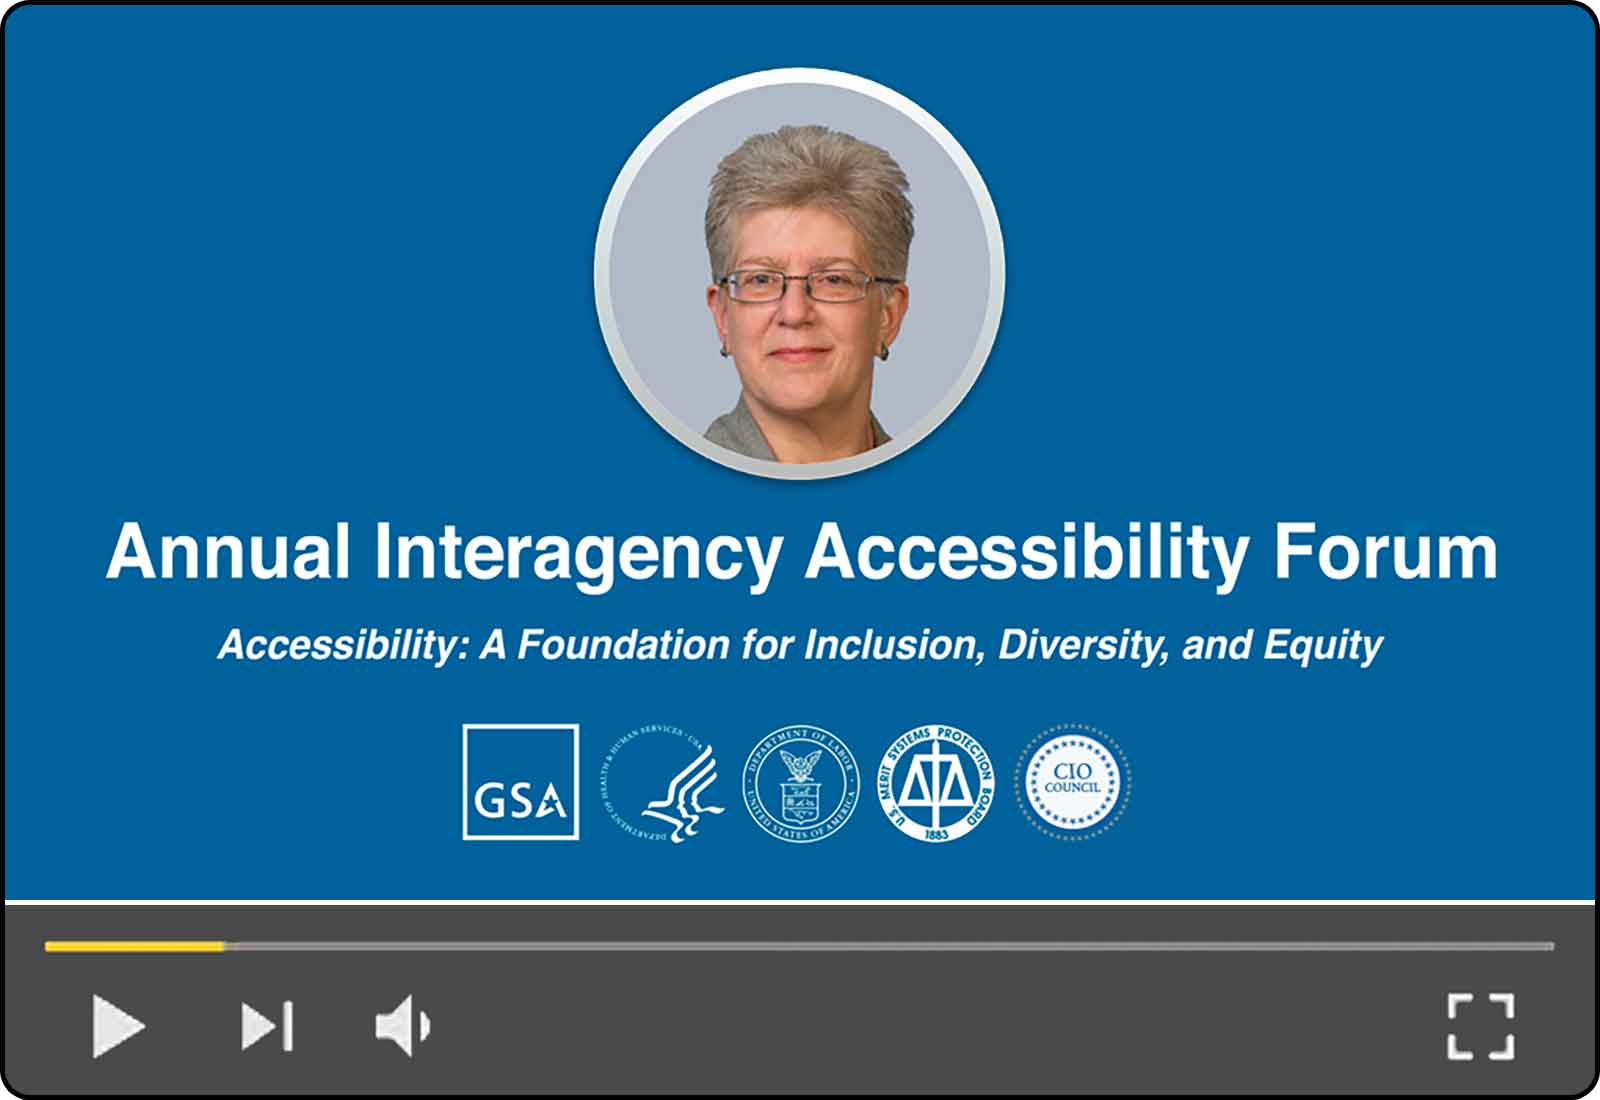 Annual Interagency Accessibility Forum
Accessibility: A Foundation for Inclusion, Diversity, and Equity
GSA
DEPARTMENT OF HEALTH & HUMAN SERVICES · USA
DEPARTMENT OF LABOR
UNITED STATES OF AMERICA
U.S. MERIT SYSTEMS PROTECTION BOARD
1883
CIO
COUNCIL